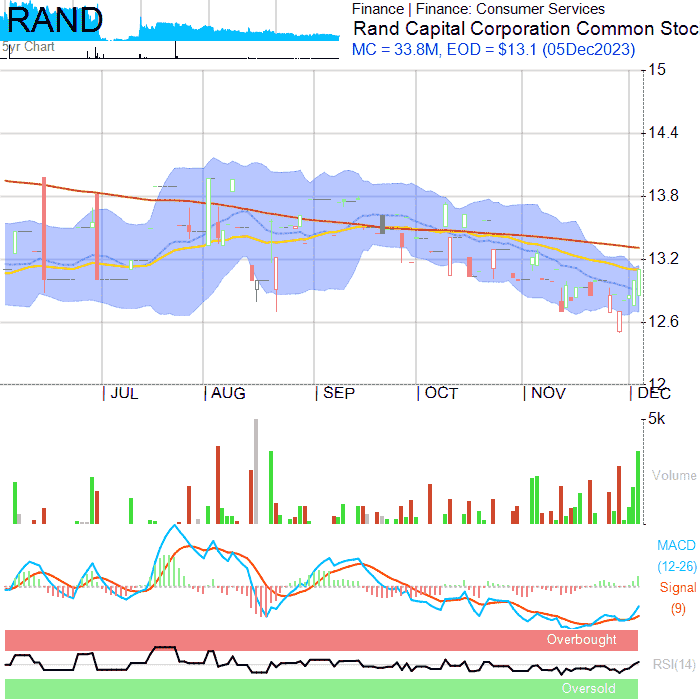 RAND
5yr Chart
Finance | Finance: Consumer Services
Rand Capital Corporation Common Stoc
MC = 33.8M, EOD = $13.1 (05Dec2023)
15
14.4
13.8
13.2
12.6
12
JUL
AUG
SEP
OCT
NOV
DEC
5k
Volume
MACD
(12-26)
Signal
(9)
Overbought
RSI(14)
Oversold